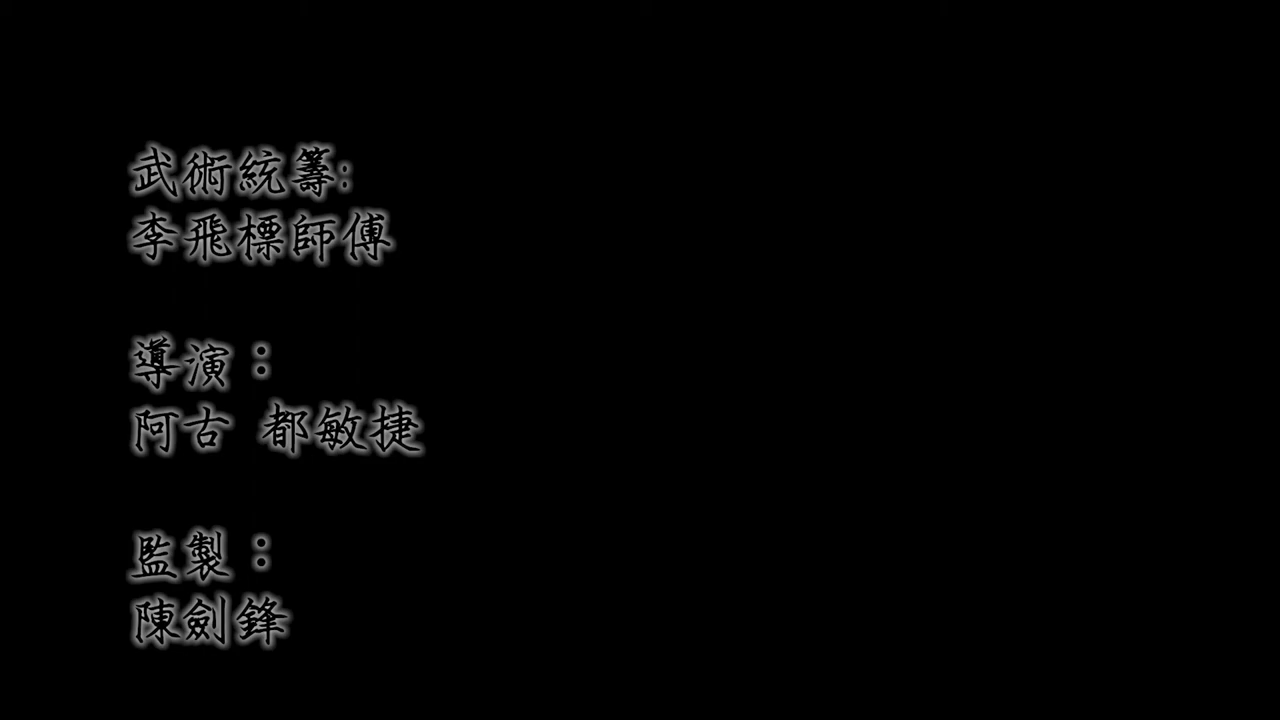 武術統籌:
李飛標師傅
導演：
阿古 都敏捷
監製：
陳劍鋒